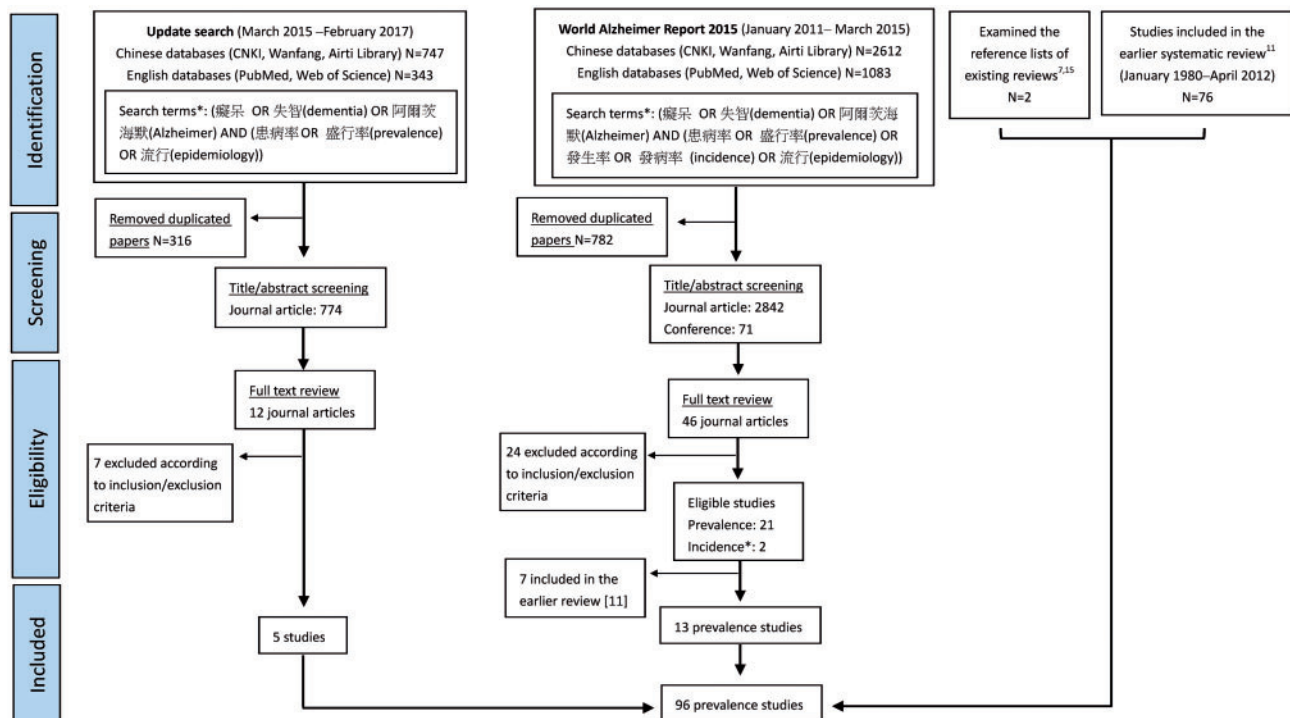 Identification
Update search (March 2015 –February 2017)
Chinese databases (CNKI, Wanfang, Airti Library) N=747
English databases (PubMed, Web of Science) N=343
Search terms*: (癡呆 OR 失智(dementia) OR 阿爾茨
海默(Alzheimer) AND (患病率 OR 盛行率(prevalence)
OR 流行(epidemiology))
World Alzheimer Report 2015 (January 2011– March 2015)
Chinese databases (CNKI, Wanfang, Airti Library) N=2612
English databases (PubMed, Web of Science) N=1083
Search terms*: (癡呆 OR 失智(dementia) OR 阿爾茨海
默(Alzheimer) AND (患病率 OR 盛行率(prevalence) OR
發生率 OR 發病率 (incidence) OR 流行(epidemiology))
Examined the
reference lists of
existing reviews7,15
N=2
Studies included in the
earlier systematic review11
(January 1980–April 2012)
N=76
Screening
Removed duplicated
papers N=316
Title/abstract screening
Journal article: 774
Removed duplicated
papers N=782
Title/abstract screening
Journal article: 2842
Conference: 71
Eligibility
Full text review
12 journal articles
7 excluded according
to inclusion/exclusion
criteria
Full text review
46 journal articles
24 excluded according
to inclusion/exclusion
criteria
Eligible studies
Prevalence: 21
Incidence*: 2
7 included in the
earlier review [11]
Included
5 studies
13 prevalence studies
96 prevalence studies